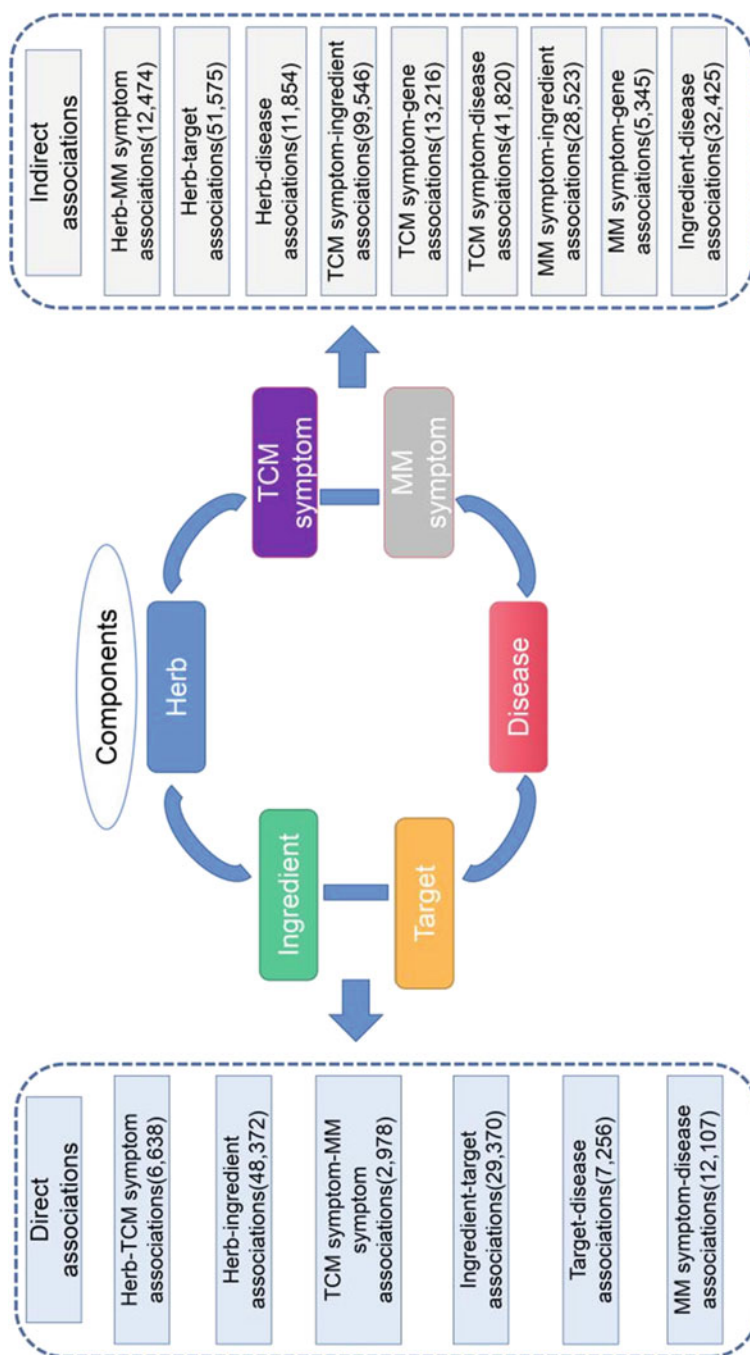 Direct
associations
Herb-TCM symptom
associations(6,638)
Herb-ingredient
associations(48,372)
TCM symptom-MM
symptom
associations(2,978)
Ingredient-target
associations(29,370)
Target-disease
associations(7,256)
MM symptom-disease
associations(12,107)
Components
Herb
Ingredient
TCM
symptom
Target
MM
symptom
Disease
Indirect
associations
Herb-MM symptom
associations(12,474)
Herb-target
associations(51,575)
Herb-disease
associations(11,854)
TCM symptom-ingredient
associations(99,546)
TCM symptom-gene
associations(13,216)
TCM symptom-disease
associations(41,820)
MM symptom-ingredient
associations(28,523)
MM symptom-gene
associations(5,345)
Ingredient-disease
associations(32,425)